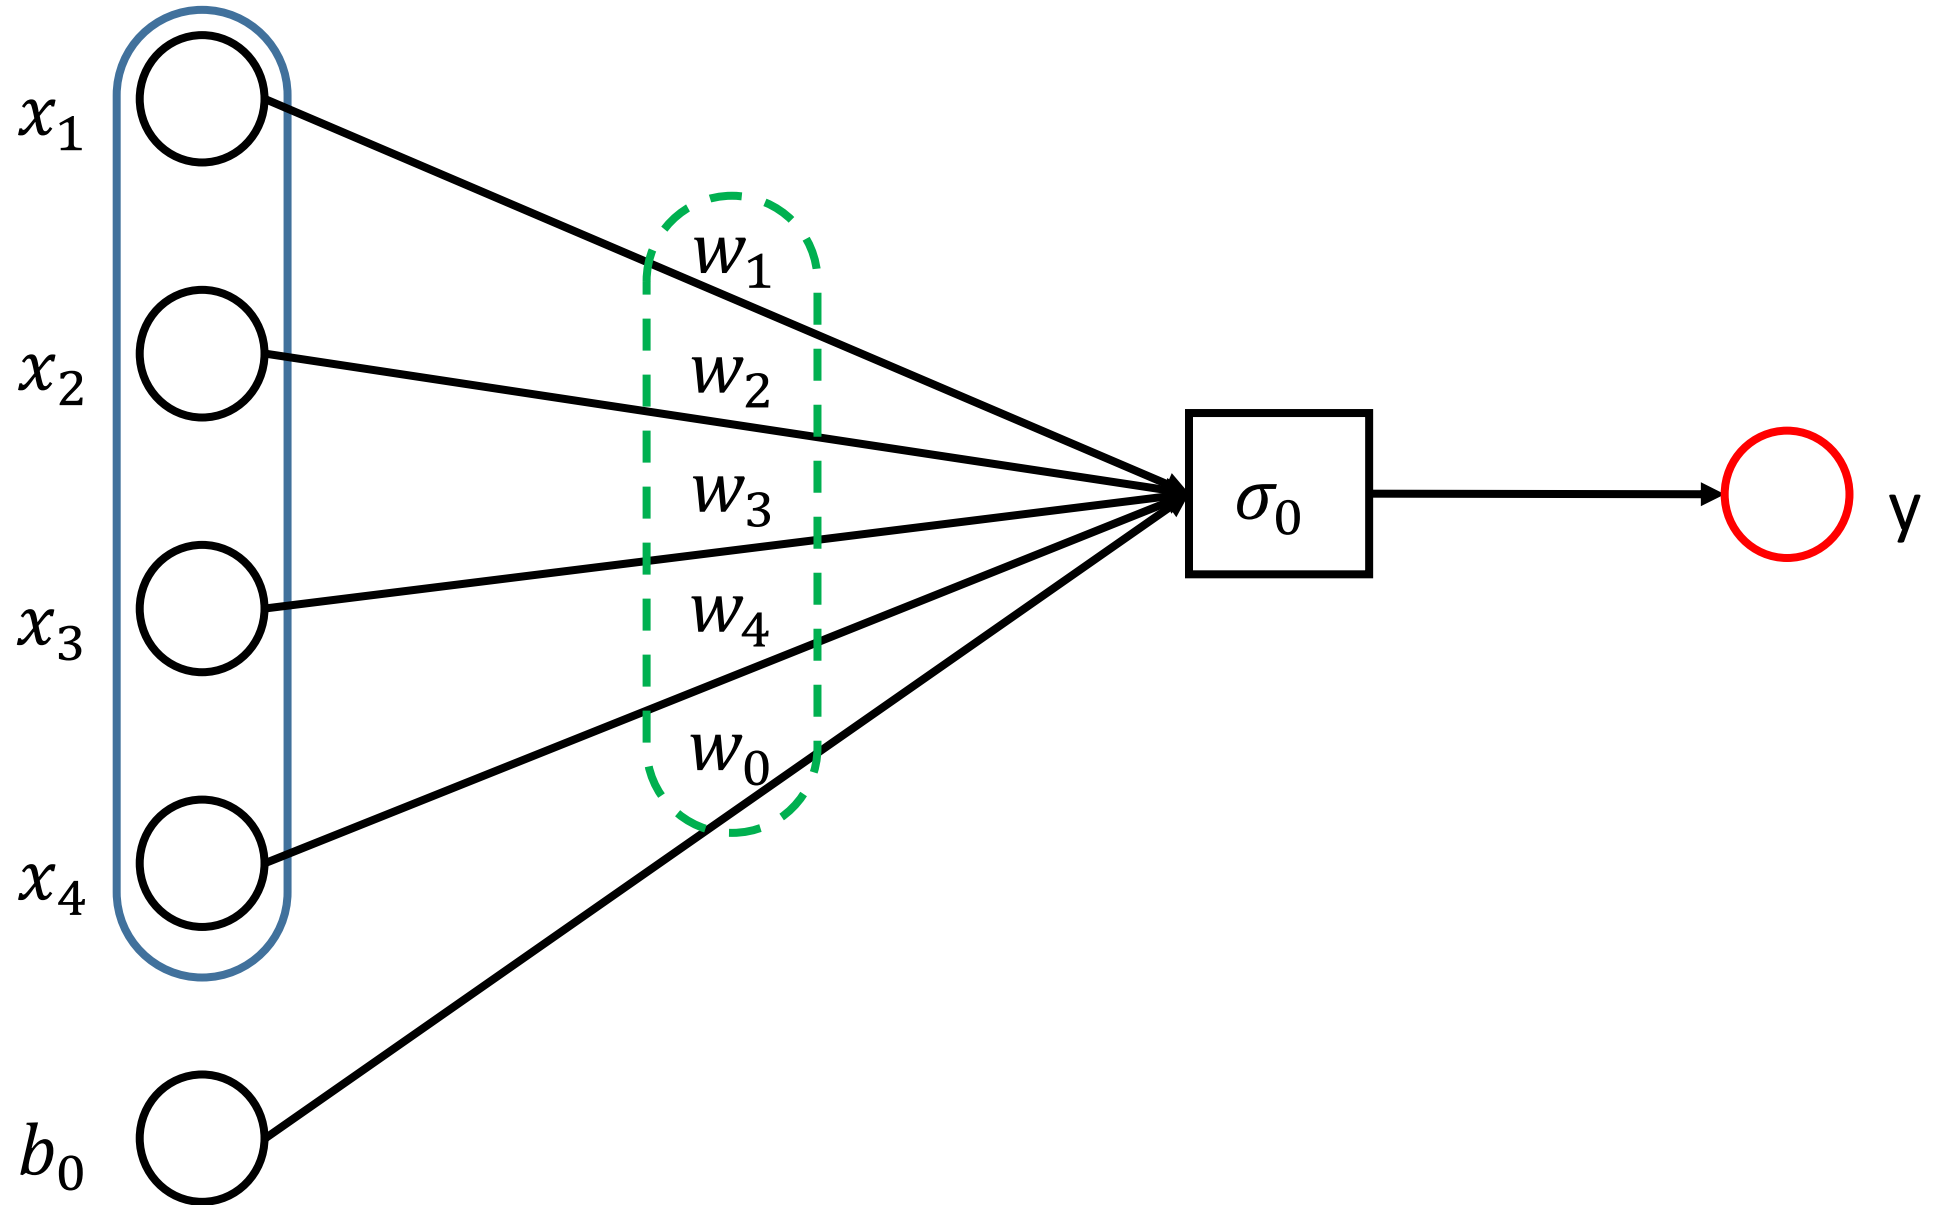 x₁
x₂
x₃
x₄
b₀
w₁
w₂
w₃
w₄
w₀
σ₀
y